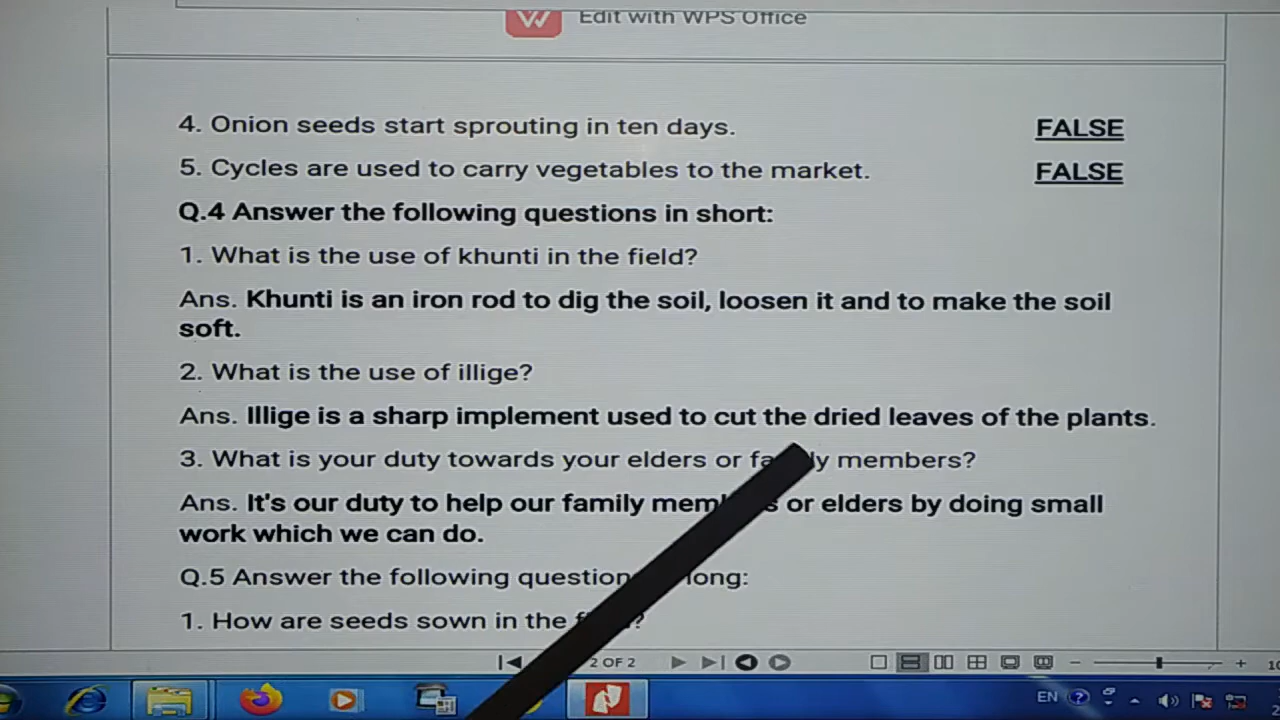 Edit with WPS Office
4. Onion seeds start sprouting in ten days. FALSE
5. Cycles are used to carry vegetables to the market. FALSE
Q.4 Answer the following questions in short:
1. What is the use of khunti in the field?
Ans. Khunti is an iron rod to dig the soil, loosen it and to make the soil
soft.
2. What is the use of illige?
Ans. Illige is a sharp implement used to cut the dried leaves of the plants.
3. What is your duty towards your elders or members?
Ans. It's our duty to help our family or elders by doing small
work which we can do.
Q.5 Answer the following long:
1. How are seeds sown in the
2 OF 2
EN